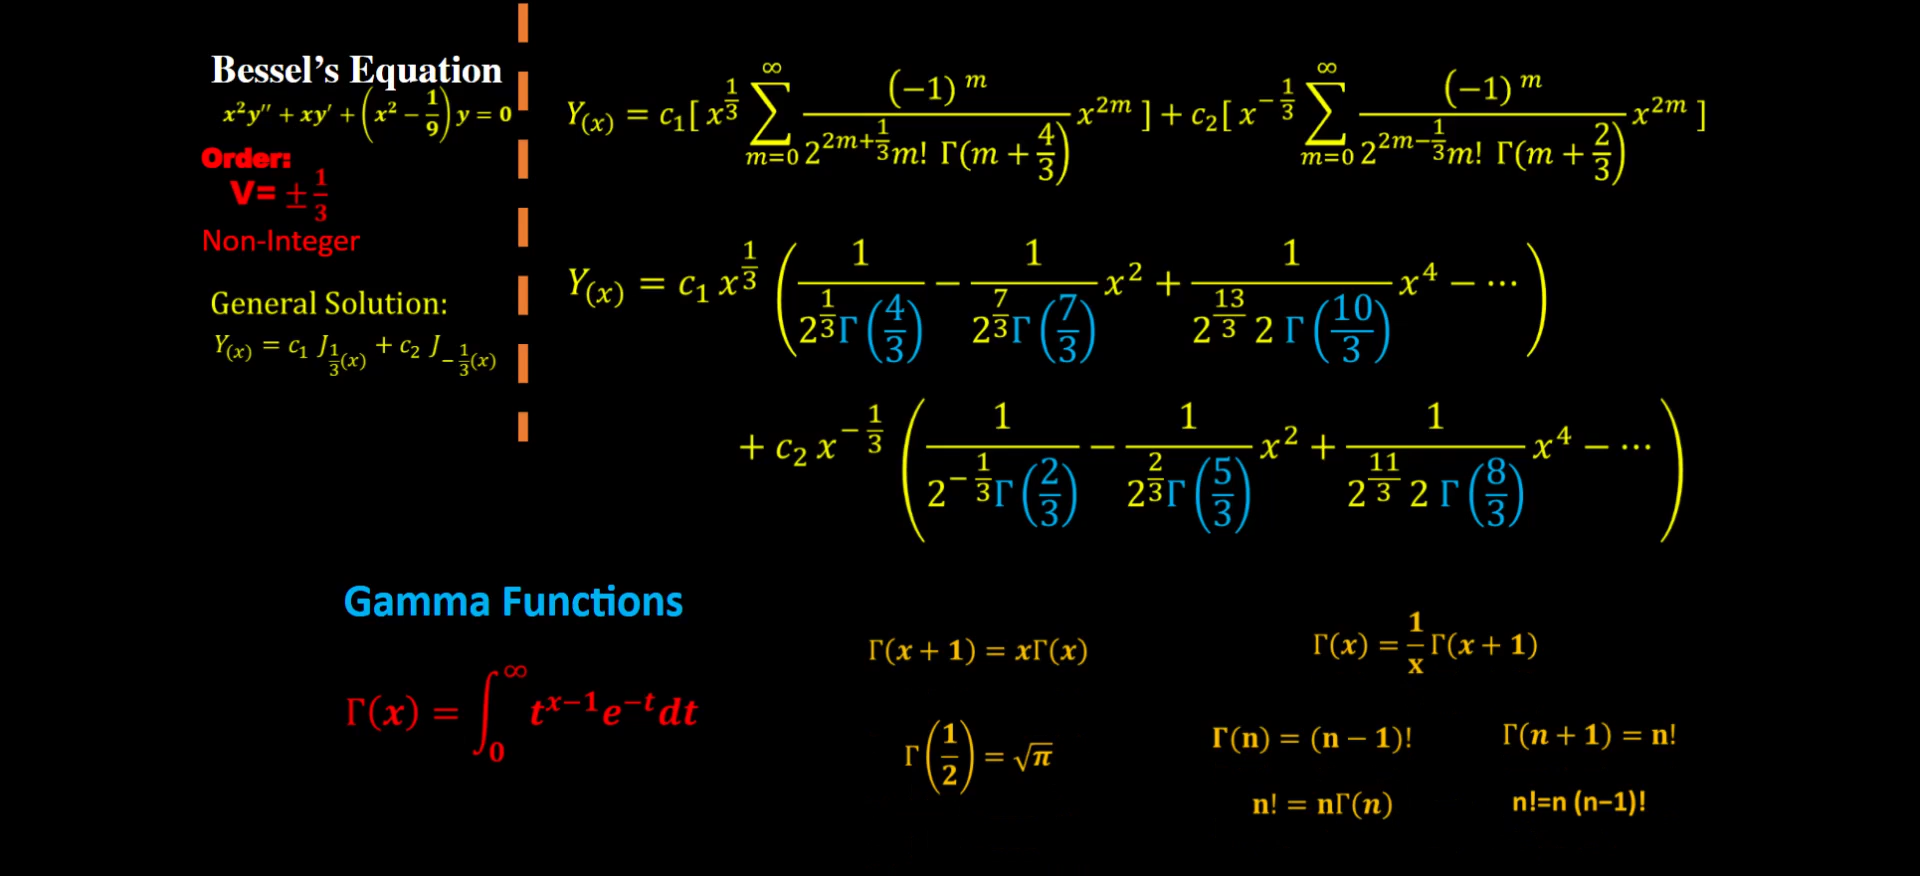 Bessel's Equation
x²y″ + xy′ + (x² − 1/9) y = 0
Order:
V= ± 1/3
Non-Integer
General Solution:
Y₍ₓ₎ = c₁ J_{1/3(x)} + c₂ J_{−1/3(x)}
Y₍ₓ₎ = c₁[ x^{1/3} ∑_{m=0}^{∞} (−1)^m / (2^{2m+1/3} m! Γ(m + 4/3)) x^{2m} ] + c₂[ x^{−1/3} ∑_{m=0}^{∞} (−1)^m / (2^{2m−1/3} m! Γ(m + 2/3)) x^{2m} ]
Y₍ₓ₎ = c₁ x^{1/3} ( 1 / (2^{1/3} Γ(4/3)) − 1 / (2^{7/3} Γ(7/3)) x² + 1 / (2^{13/3} 2 Γ(10/3)) x⁴ − ⋯ )
+ c₂ x^{−1/3} ( 1 / (2^{−1/3} Γ(2/3)) − 1 / (2^{2/3} Γ(5/3)) x² + 1 / (2^{11/3} 2 Γ(8/3)) x⁴ − ⋯ )
Gamma Functions
Γ(x) = ∫₀^∞ t^{x−1} e^{−t} dt
Γ(x + 1) = xΓ(x)
Γ(x) = 1/x Γ(x + 1)
Γ(1/2) = √π
Γ(n) = (n − 1)!
Γ(n + 1) = n!
n! = nΓ(n)
n!=n (n−1)!